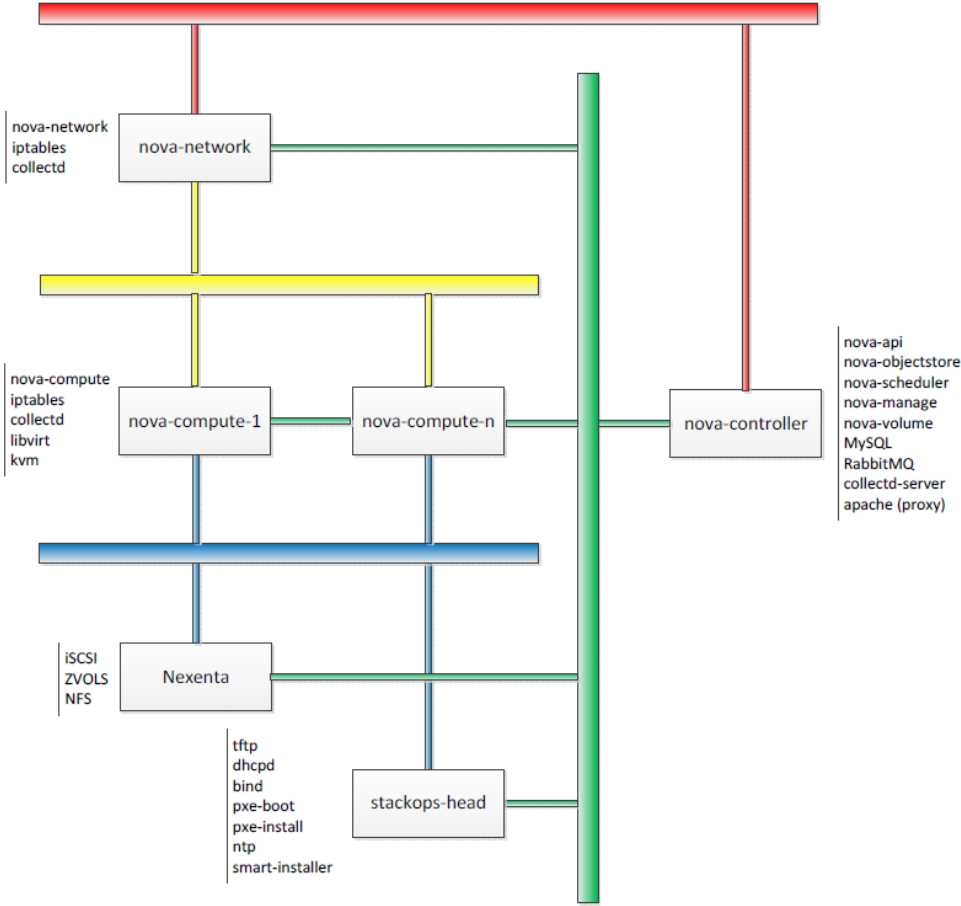 nova-network
iptables
collectd
nova-network
nova-compute
iptables
collectd
libvirt
kvm
nova-compute-1
nova-compute-n
nova-controller
nova-api
nova-objectstore
nova-scheduler
nova-manage
nova-volume
MySQL
RabbitMQ
collectd-server
apache (proxy)
iSCSI
ZVOLS
NFS
Nexenta
tftp
dhcpd
bind
pxe-boot
pxe-install
ntp
smart-installer
stackops-head